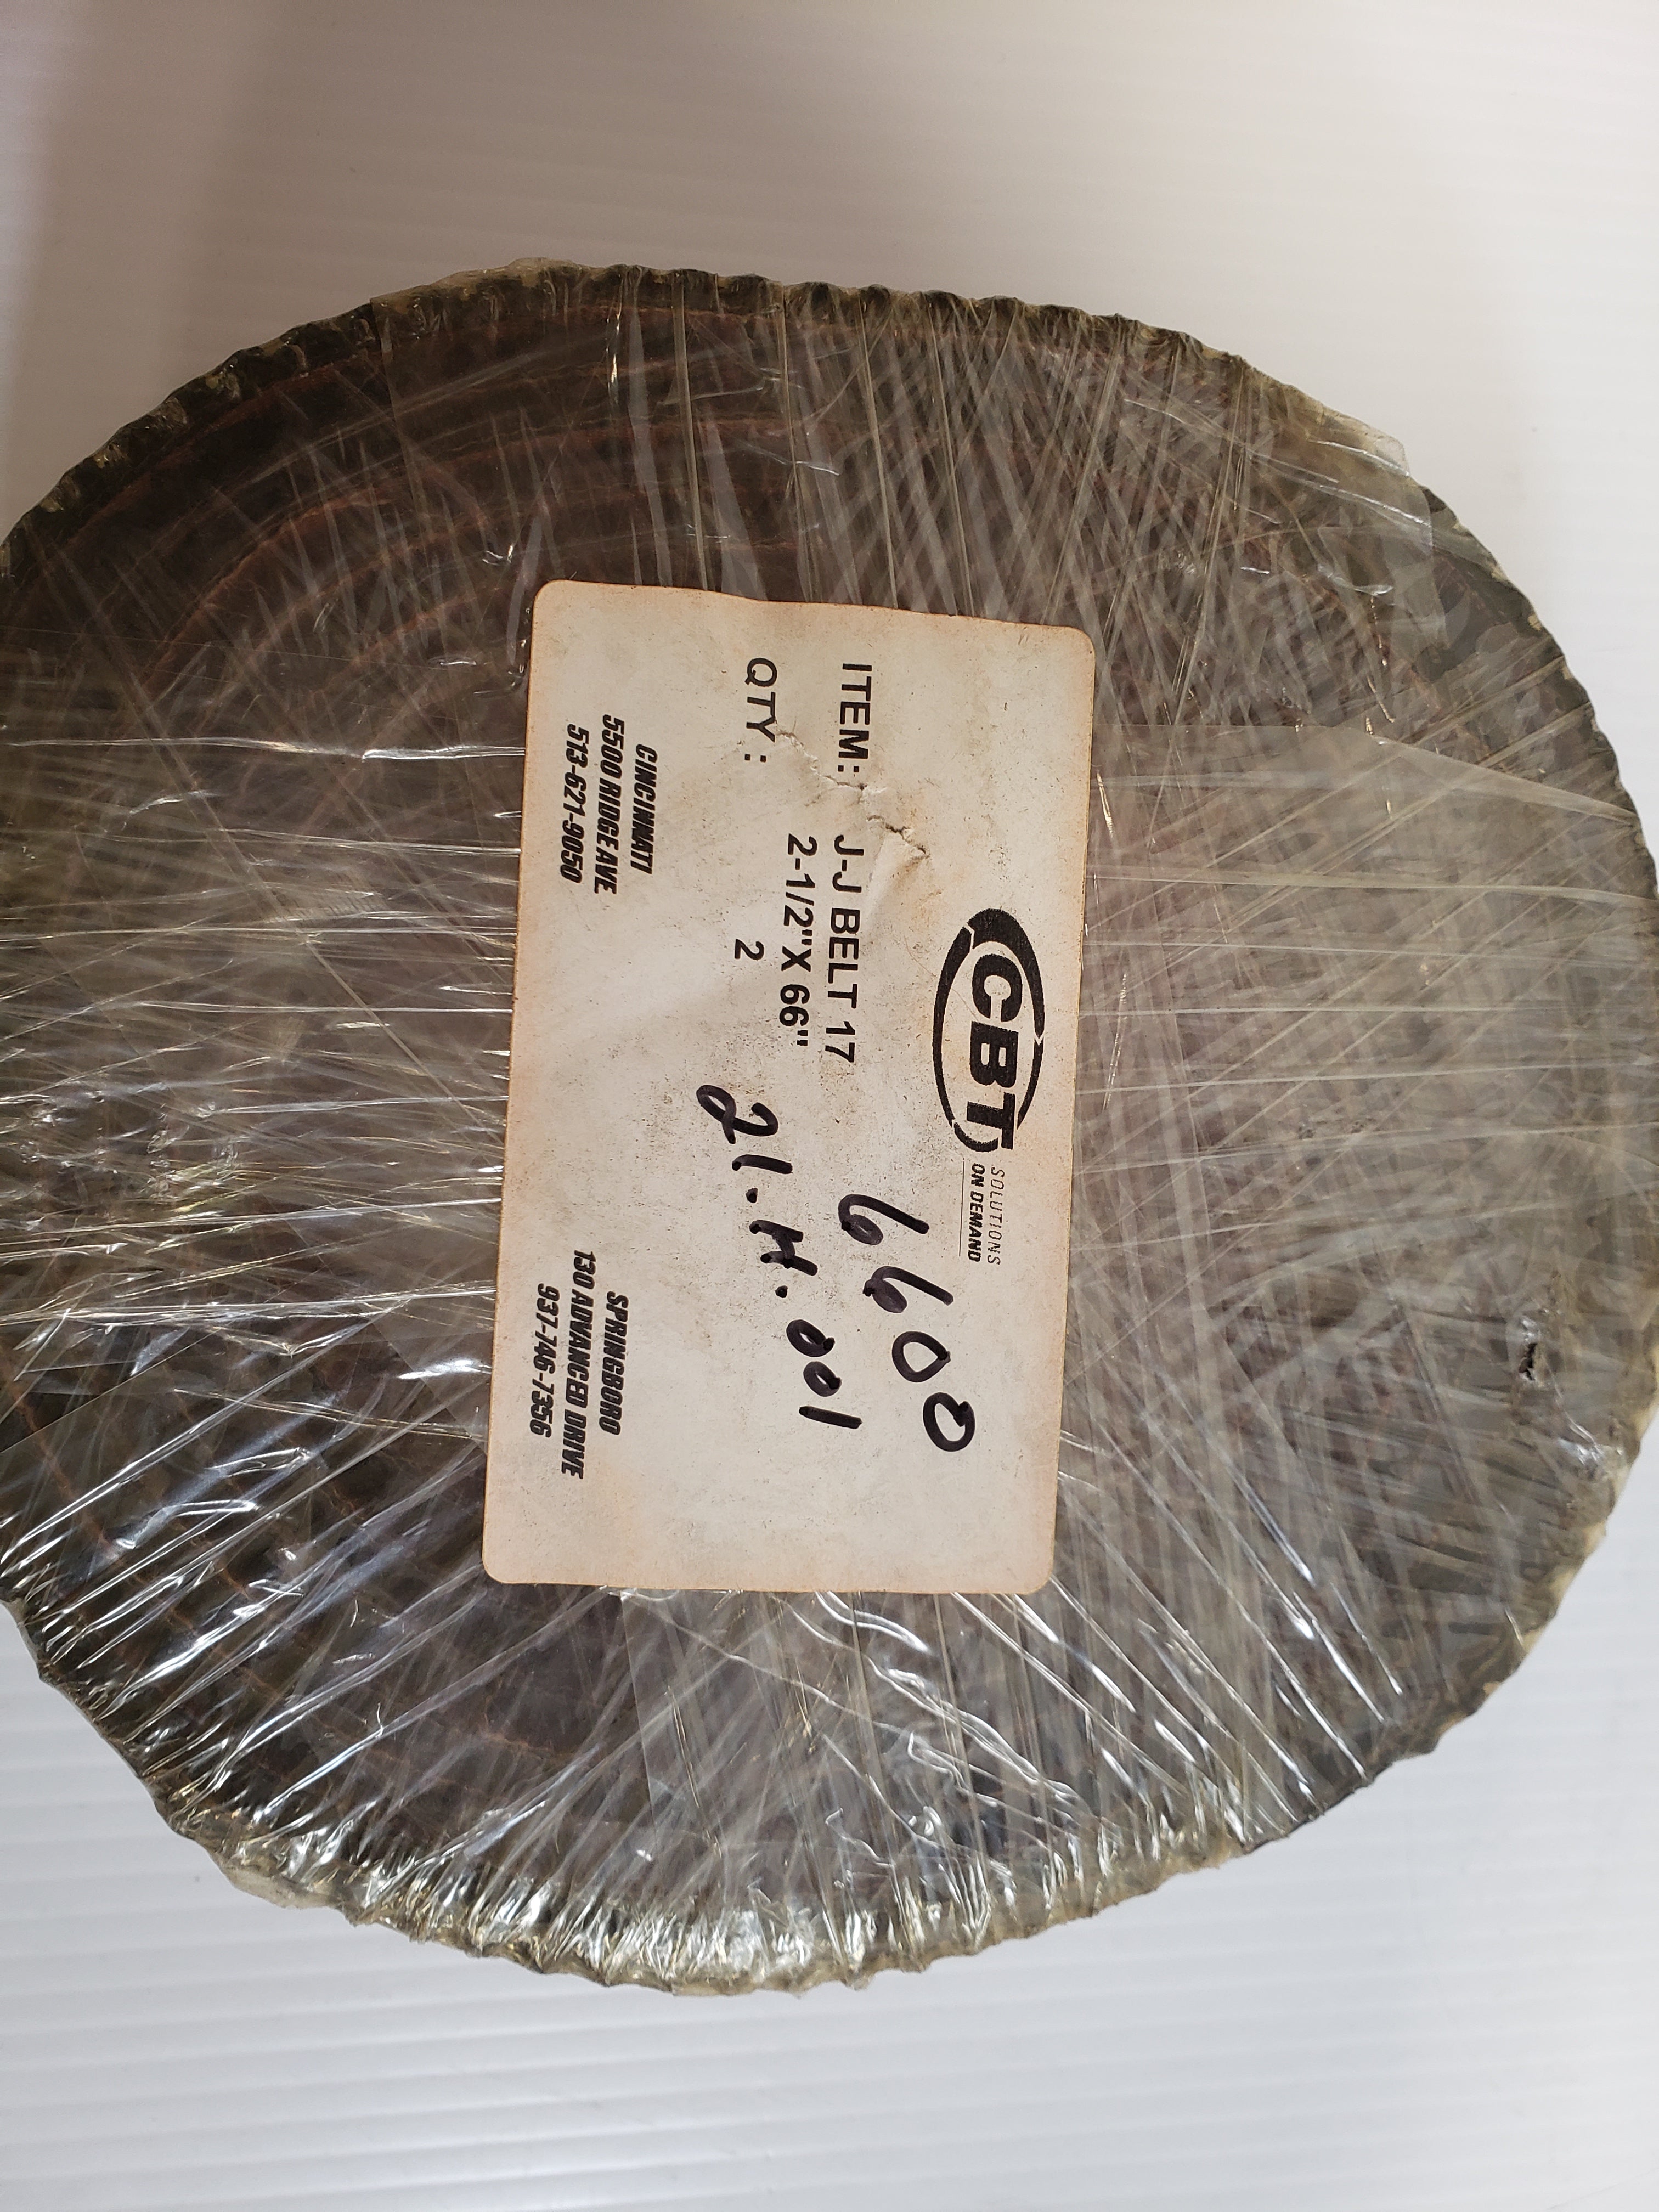 CBT
SOLUTIONS
ON DEMAND
6600
ITEM: J-J BELT 17
2-1/2"X 66"
QTY: 2
21.H.001
CINCINNATI
5500 RIDGE AVE
513-621-9050
SPRINGBORO
130 ADVANCED DRIVE
937-746-7356